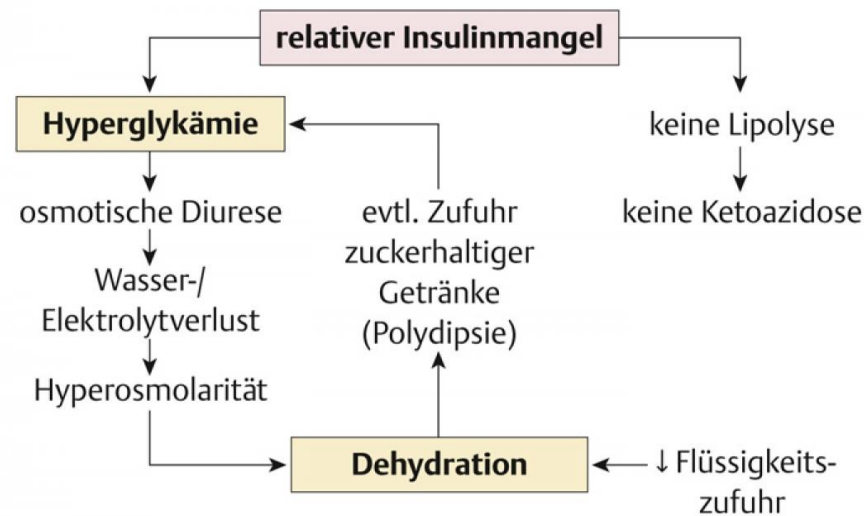 relativer Insulinmangel
Hyperglykämie
keine Lipolyse
osmotische Diurese
evtl. Zufuhr
zuckerhaltiger
Getränke
(Polydipsie)
keine Ketoazidose
Wasser-/
Elektrolytverlust
Hyperosmolarität
Dehydration
↓ Flüssigkeits-
zufuhr